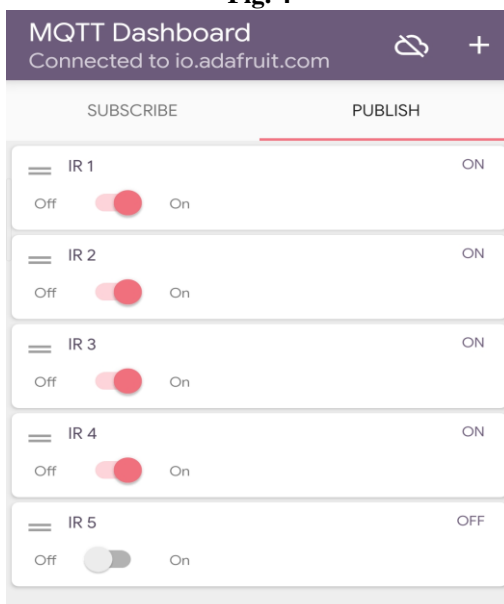 MQTT Dashboard
Connected to io.adafruit.com
SUBSCRIBE PUBLISH
IR 1 ON
Off On
IR 2 ON
Off On
IR 3 ON
Off On
IR 4 ON
Off On
IR 5 OFF
Off On